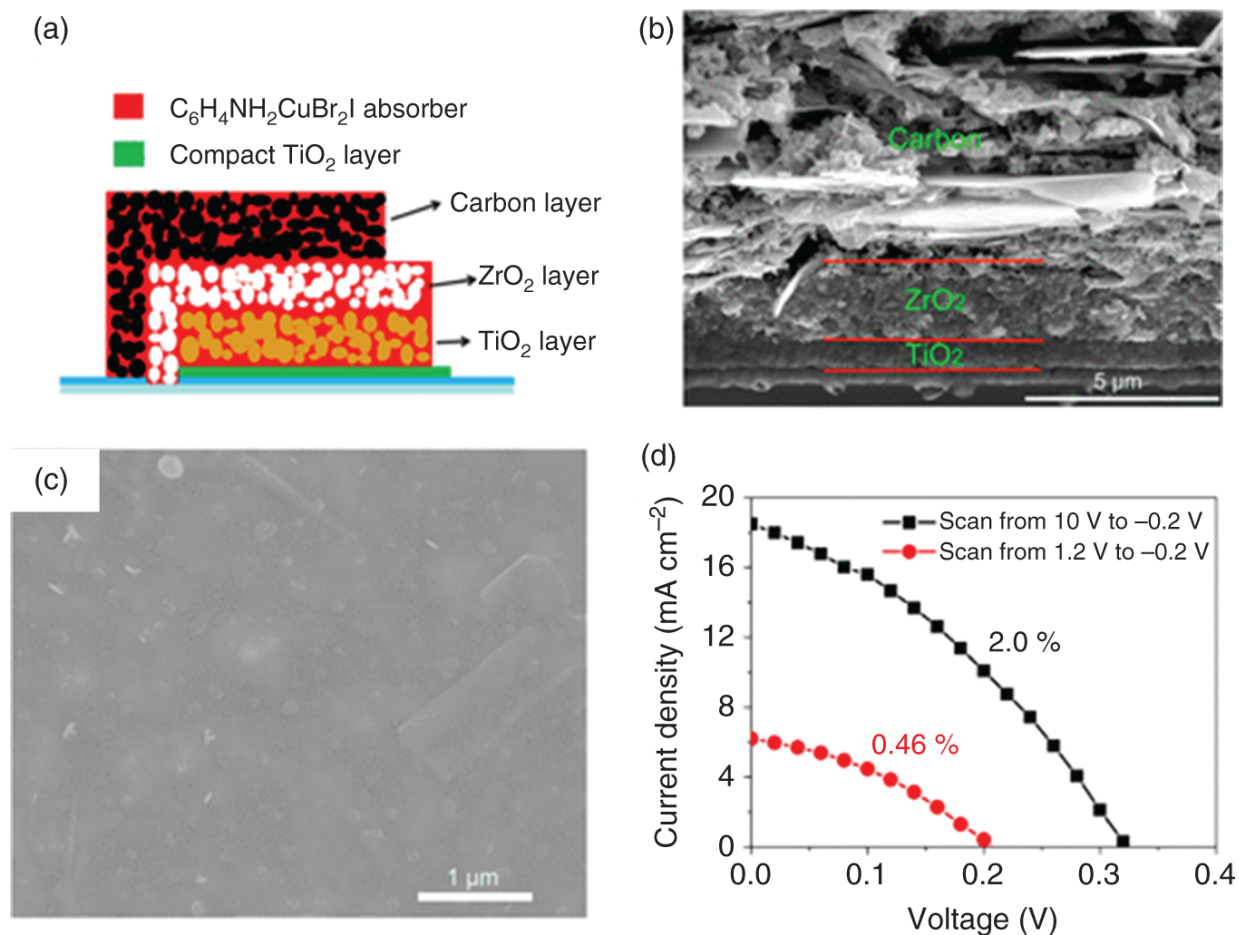 (a)
C₆H₄NH₂CuBr₂I absorber
Compact TiO₂ layer
Carbon layer
ZrO₂ layer
TiO₂ layer
(b)
Carbon
ZrO₂
TiO₂
5 μm
(c)
1 μm
(d)
Current density (mA cm⁻²)
20
16
12
8
4
0
Scan from 10 V to –0.2 V
Scan from 1.2 V to –0.2 V
2.0 %
0.46 %
0.0
0.1
0.2
0.3
0.4
Voltage (V)